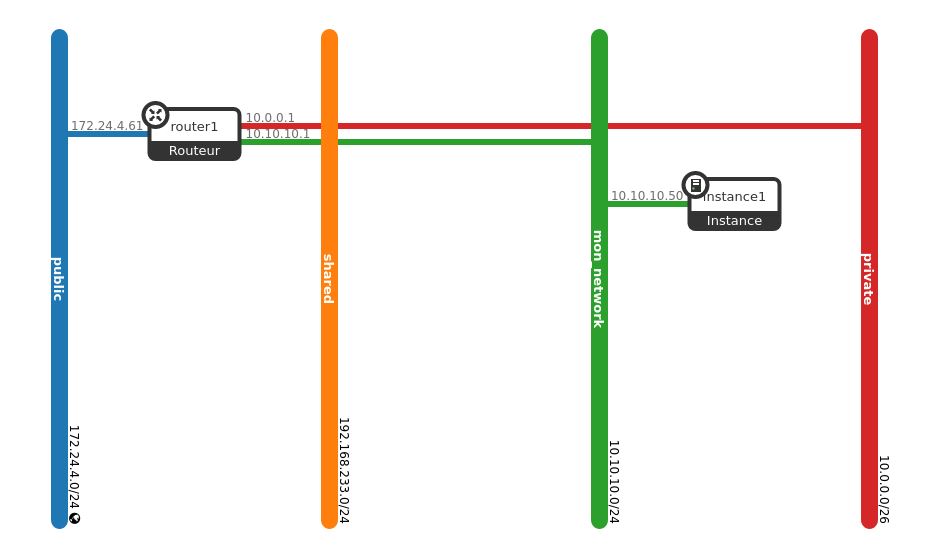 172.24.4.61
router1
Routeur
10.0.0.1
10.10.10.1
10.10.10.50
instance1
Instance
public
shared
mon_network
private
172.24.4.0/24
192.168.233.0/24
10.10.10.0/24
10.0.0.0/26